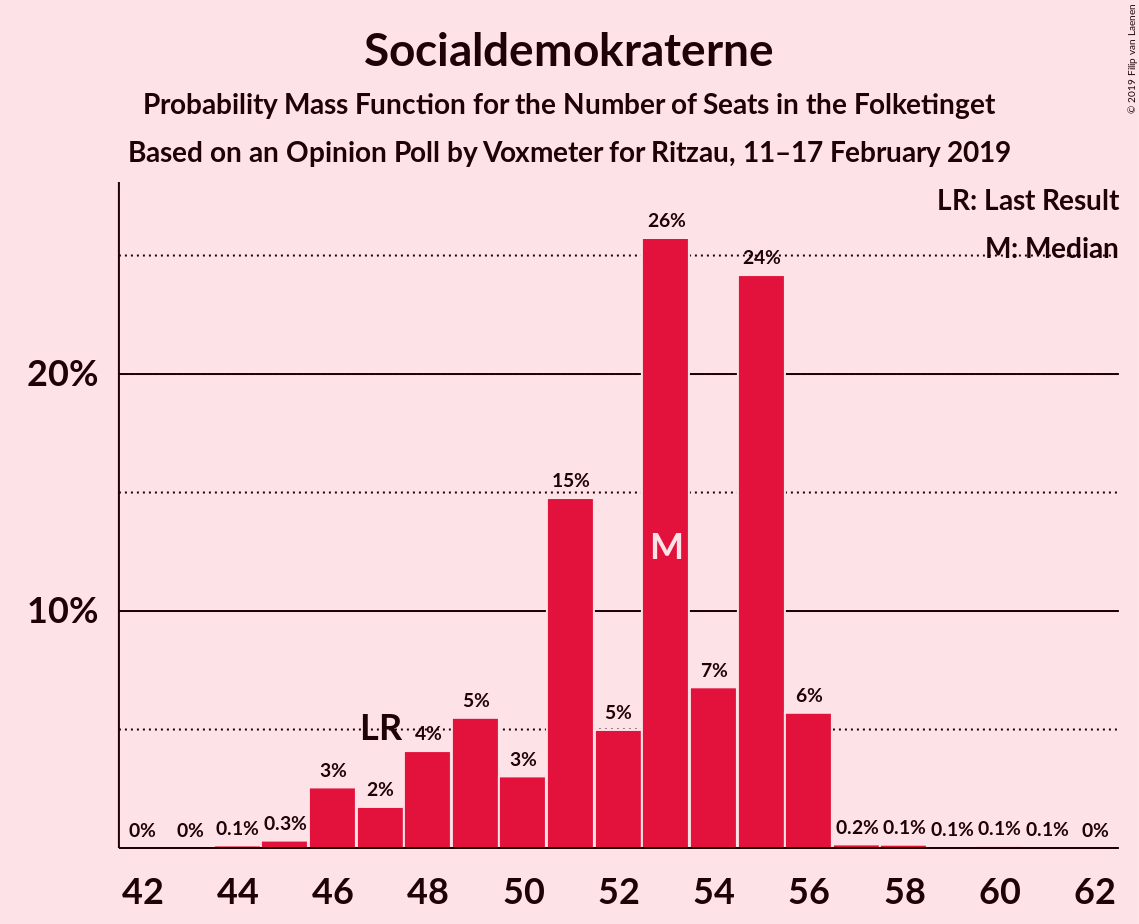 Socialdemokraterne
Probability Mass Function for the Number of Seats in the Folketinget
Based on an Opinion Poll by Voxmeter for Ritzau, 11–17 February 2019
© 2019 Filip van Laenen
LR: Last Result
M: Median
20%
10%
0% 0% 0.1% 0.3% 3% 2% 4% 5% 3% 15% 5% 26% 7% 24% 6% 0.2% 0.1% 0.1% 0.1% 0.1% 0%
LR
M
42 44 46 48 50 52 54 56 58 60 62